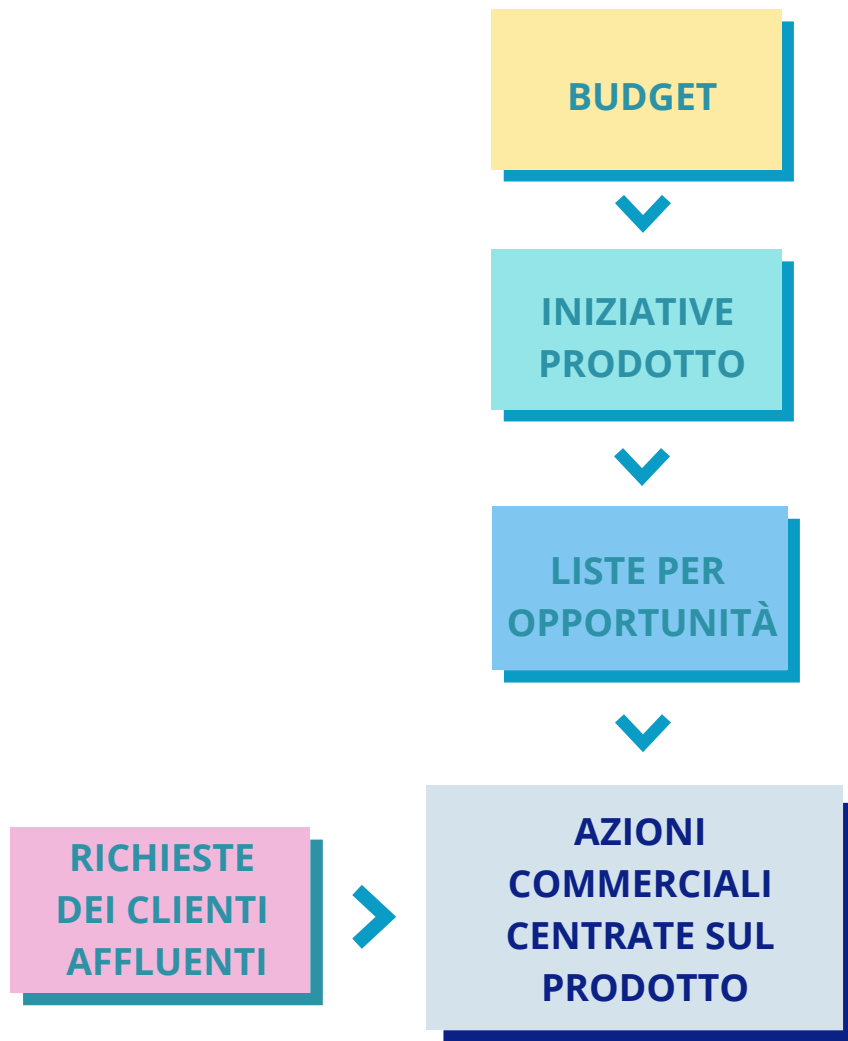 BUDGET
INIZIATIVE
PRODOTTO
LISTE PER
OPPORTUNITÀ
RICHIESTE
DEI CLIENTI
AFFLUENTI
AZIONI
COMMERCIALI
CENTRATE SUL
PRODOTTO